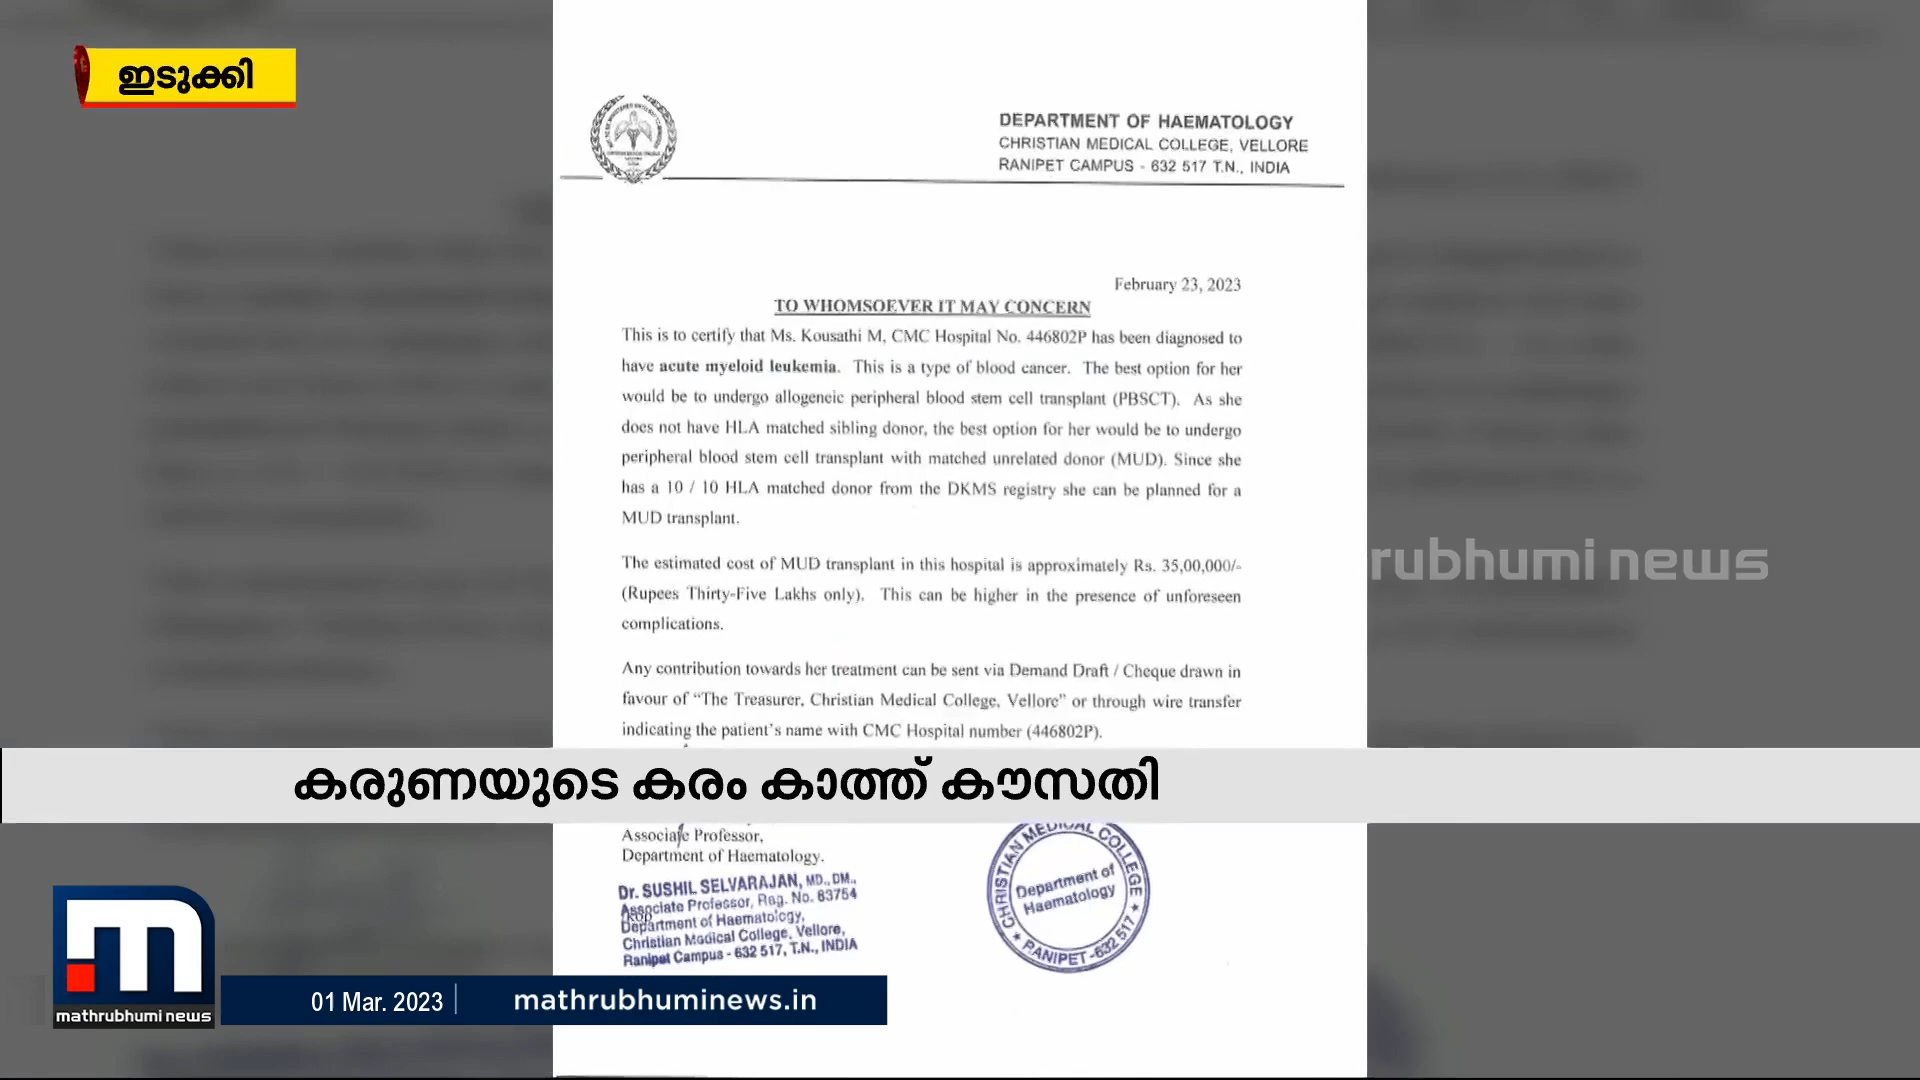 ഇടുക്കി
DEPARTMENT OF HAEMATOLOGY
CHRISTIAN MEDICAL COLLEGE, VELLORE
RANIPET CAMPUS - 632 517 T.N., INDIA
February 23, 2023
TO WHOMSOEVER IT MAY CONCERN
This is to certify that Ms. Kousathi M, CMC Hospital No. 446802P has been diagnosed to
have acute myeloid leukemia. This is a type of blood cancer. The best option for her
would be to undergo allogeneic peripheral blood stem cell transplant (PBSCT). As she
does not have HLA matched sibling donor, the best option for her would be to undergo
peripheral blood stem cell transplant with matched unrelated donor (MUD). Since she
has a 10 / 10 HLA matched donor from the DKMS registry she can be planned for a
MUD transplant.
The estimated cost of MUD transplant in this hospital is approximately Rs. 35,00,000/-
(Rupees Thirty-Five Lakhs only). This can be higher in the presence of unforeseen
complications.
Any contribution towards her treatment can be sent via Demand Draft / Cheque drawn in
favour of “The Treasurer, Christian Medical College, Vellore” or through wire transfer
indicating the patient's name with CMC Hospital number (446802P).
rubhumi news
കരുണയുടെ കരം കാത്ത് കൗസതി
Associate Professor,
Department of Haematology.
Dr. SUSHIL SELVARAJAN, MD., DM.,
Associate Professor, Reg. No. 83754
Department of Haematology,
Christian Medical College, Vellore,
Ranipet Campus - 632 517, T.N., INDIA
CHRISTIAN MEDICAL COLLEGE
Department of
Haematology
★ RANIPET-632 517 ★
mathrubhumi news
01 Mar. 2023
mathrubhuminews.in